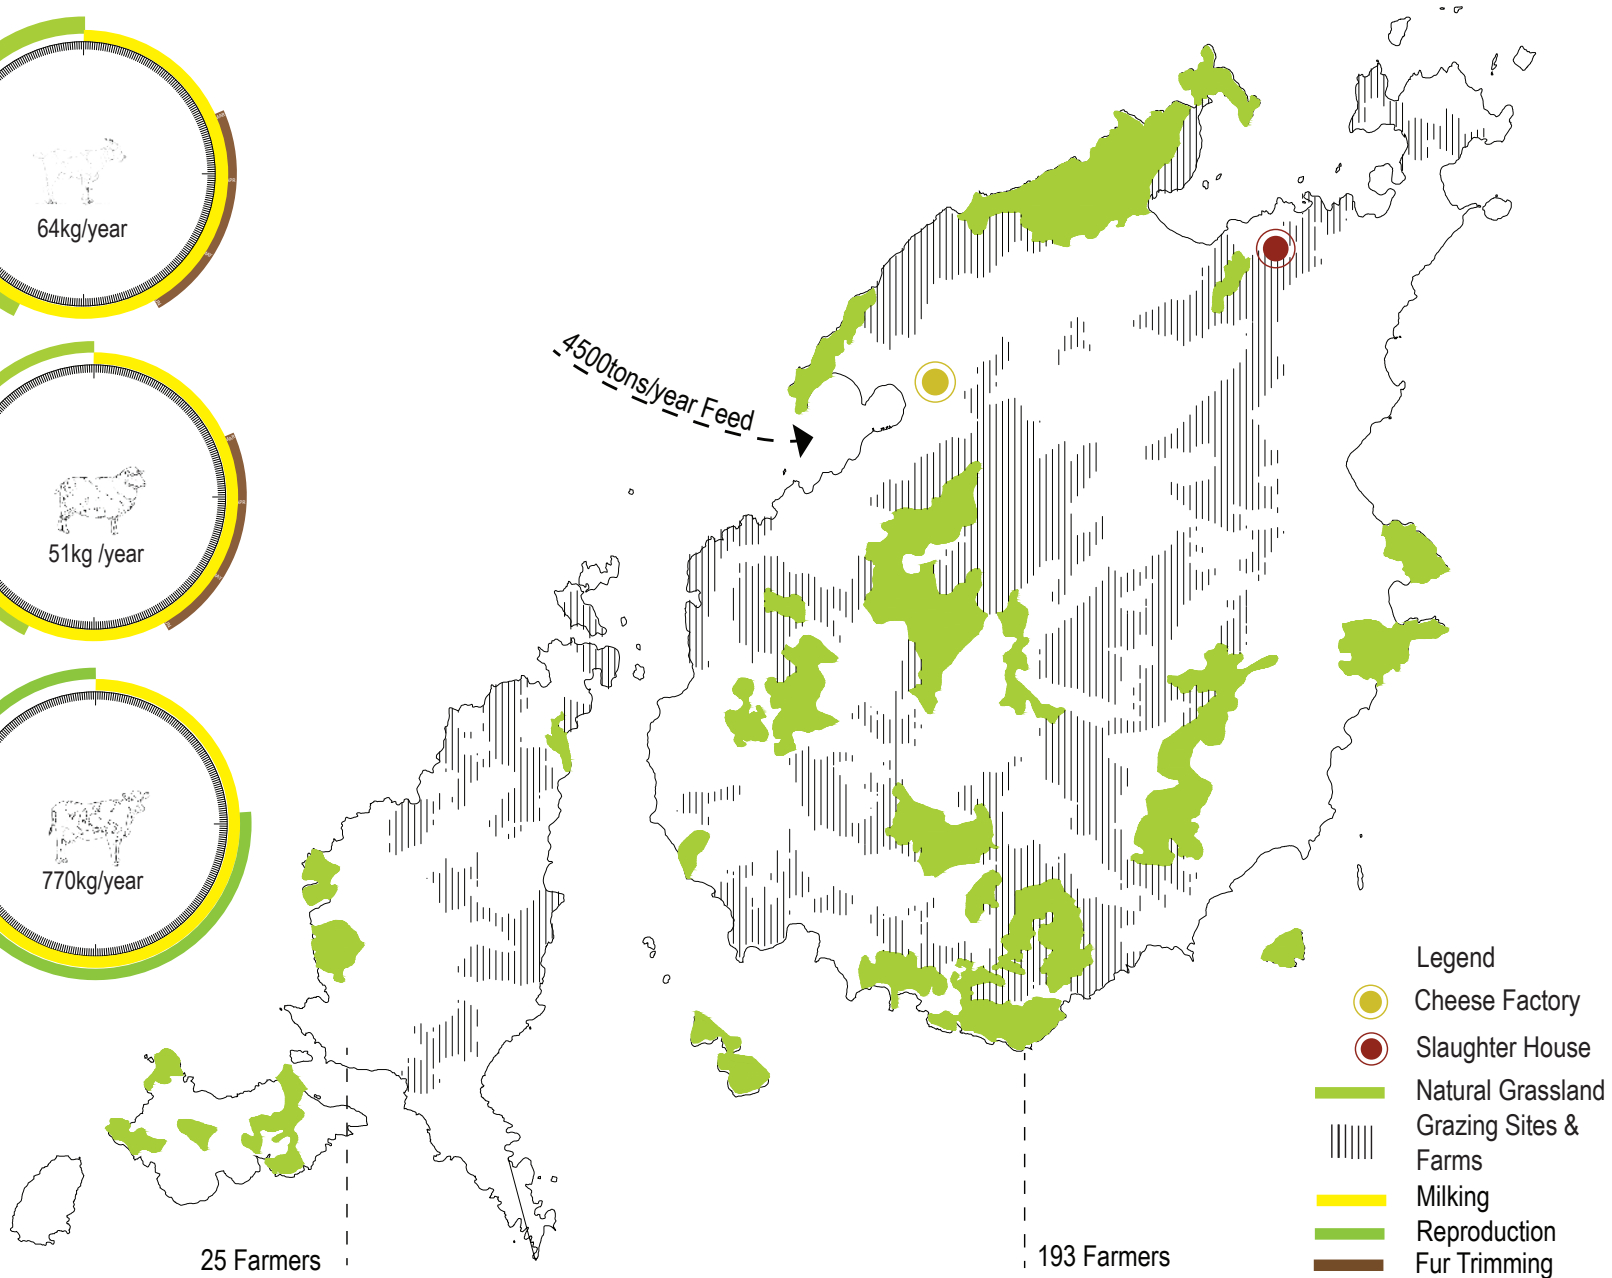 64kg/year
51kg /year
770kg/year
4500tons/year Feed
25 Farmers
193 Farmers
Legend
Cheese Factory
Slaughter House
Natural Grassland
Grazing Sites &
Farms
Milking
Reproduction
Fur Trimming